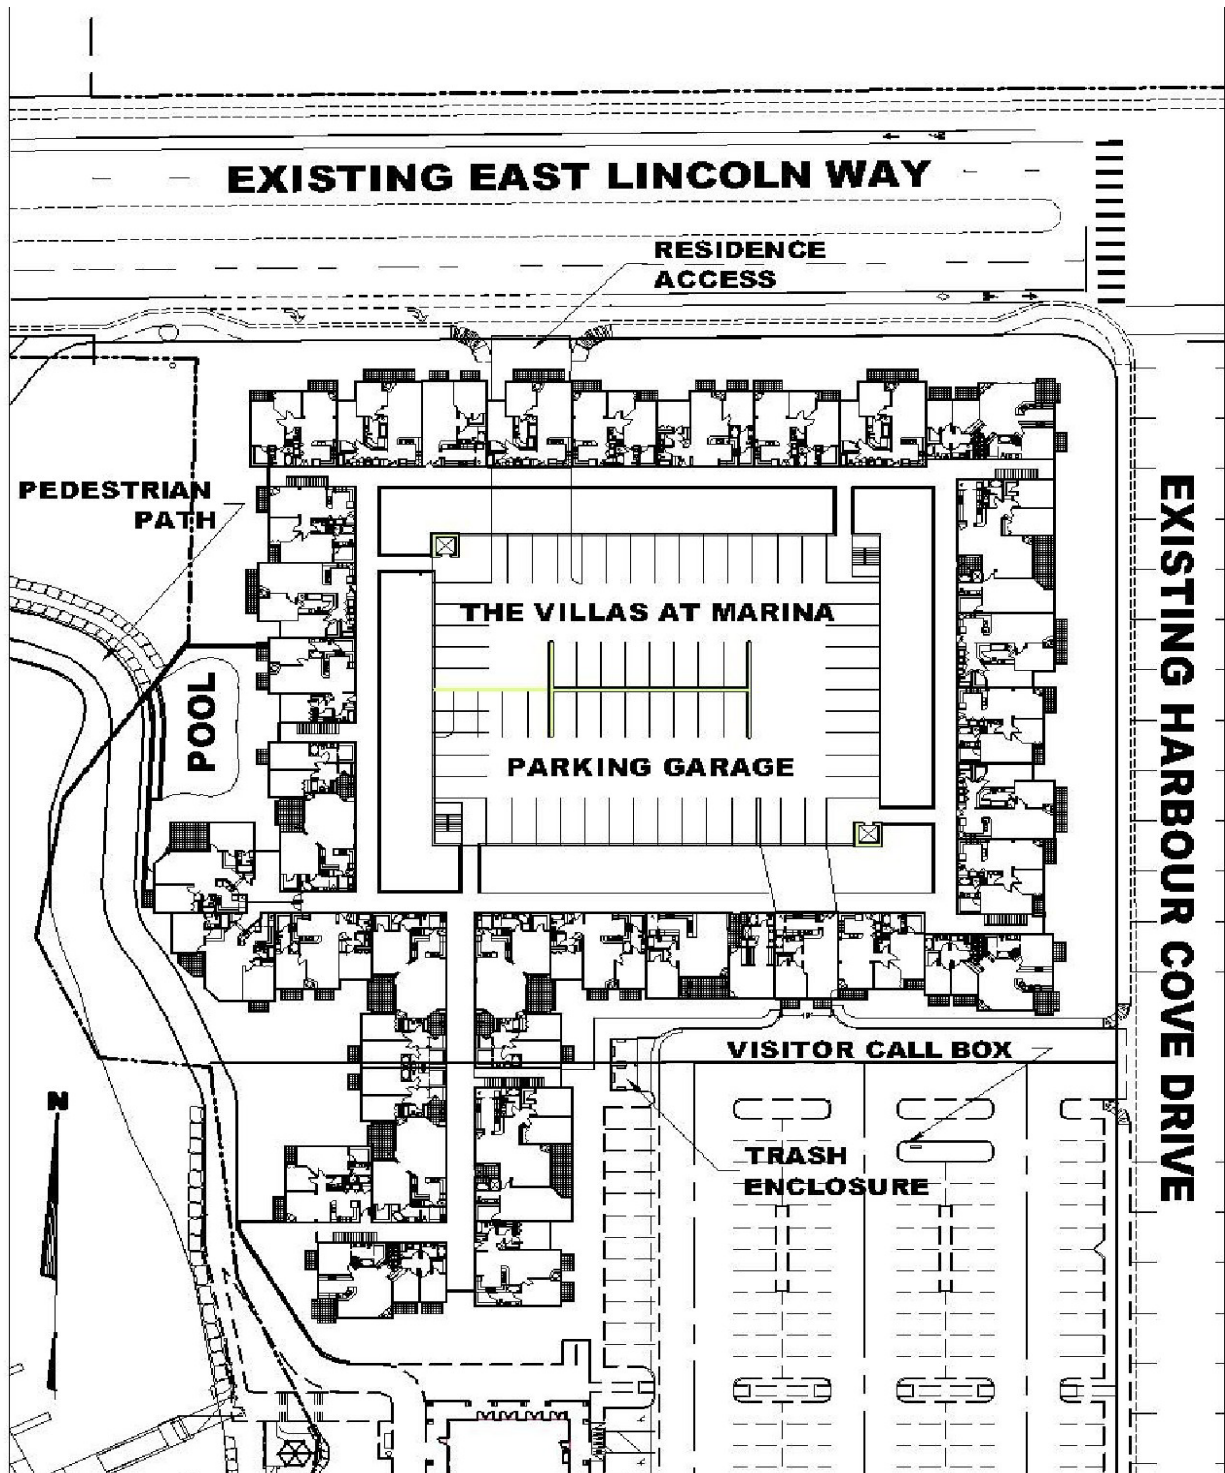 EXISTING EAST LINCOLN WAY
RESIDENCE
ACCESS
PEDESTRIAN
PATH
THE VILLAS AT MARINA
POOL
PARKING GARAGE
EXISTING HARBOUR COVE DRIVE
VISITOR CALL BOX
N
TRASH
ENCLOSURE